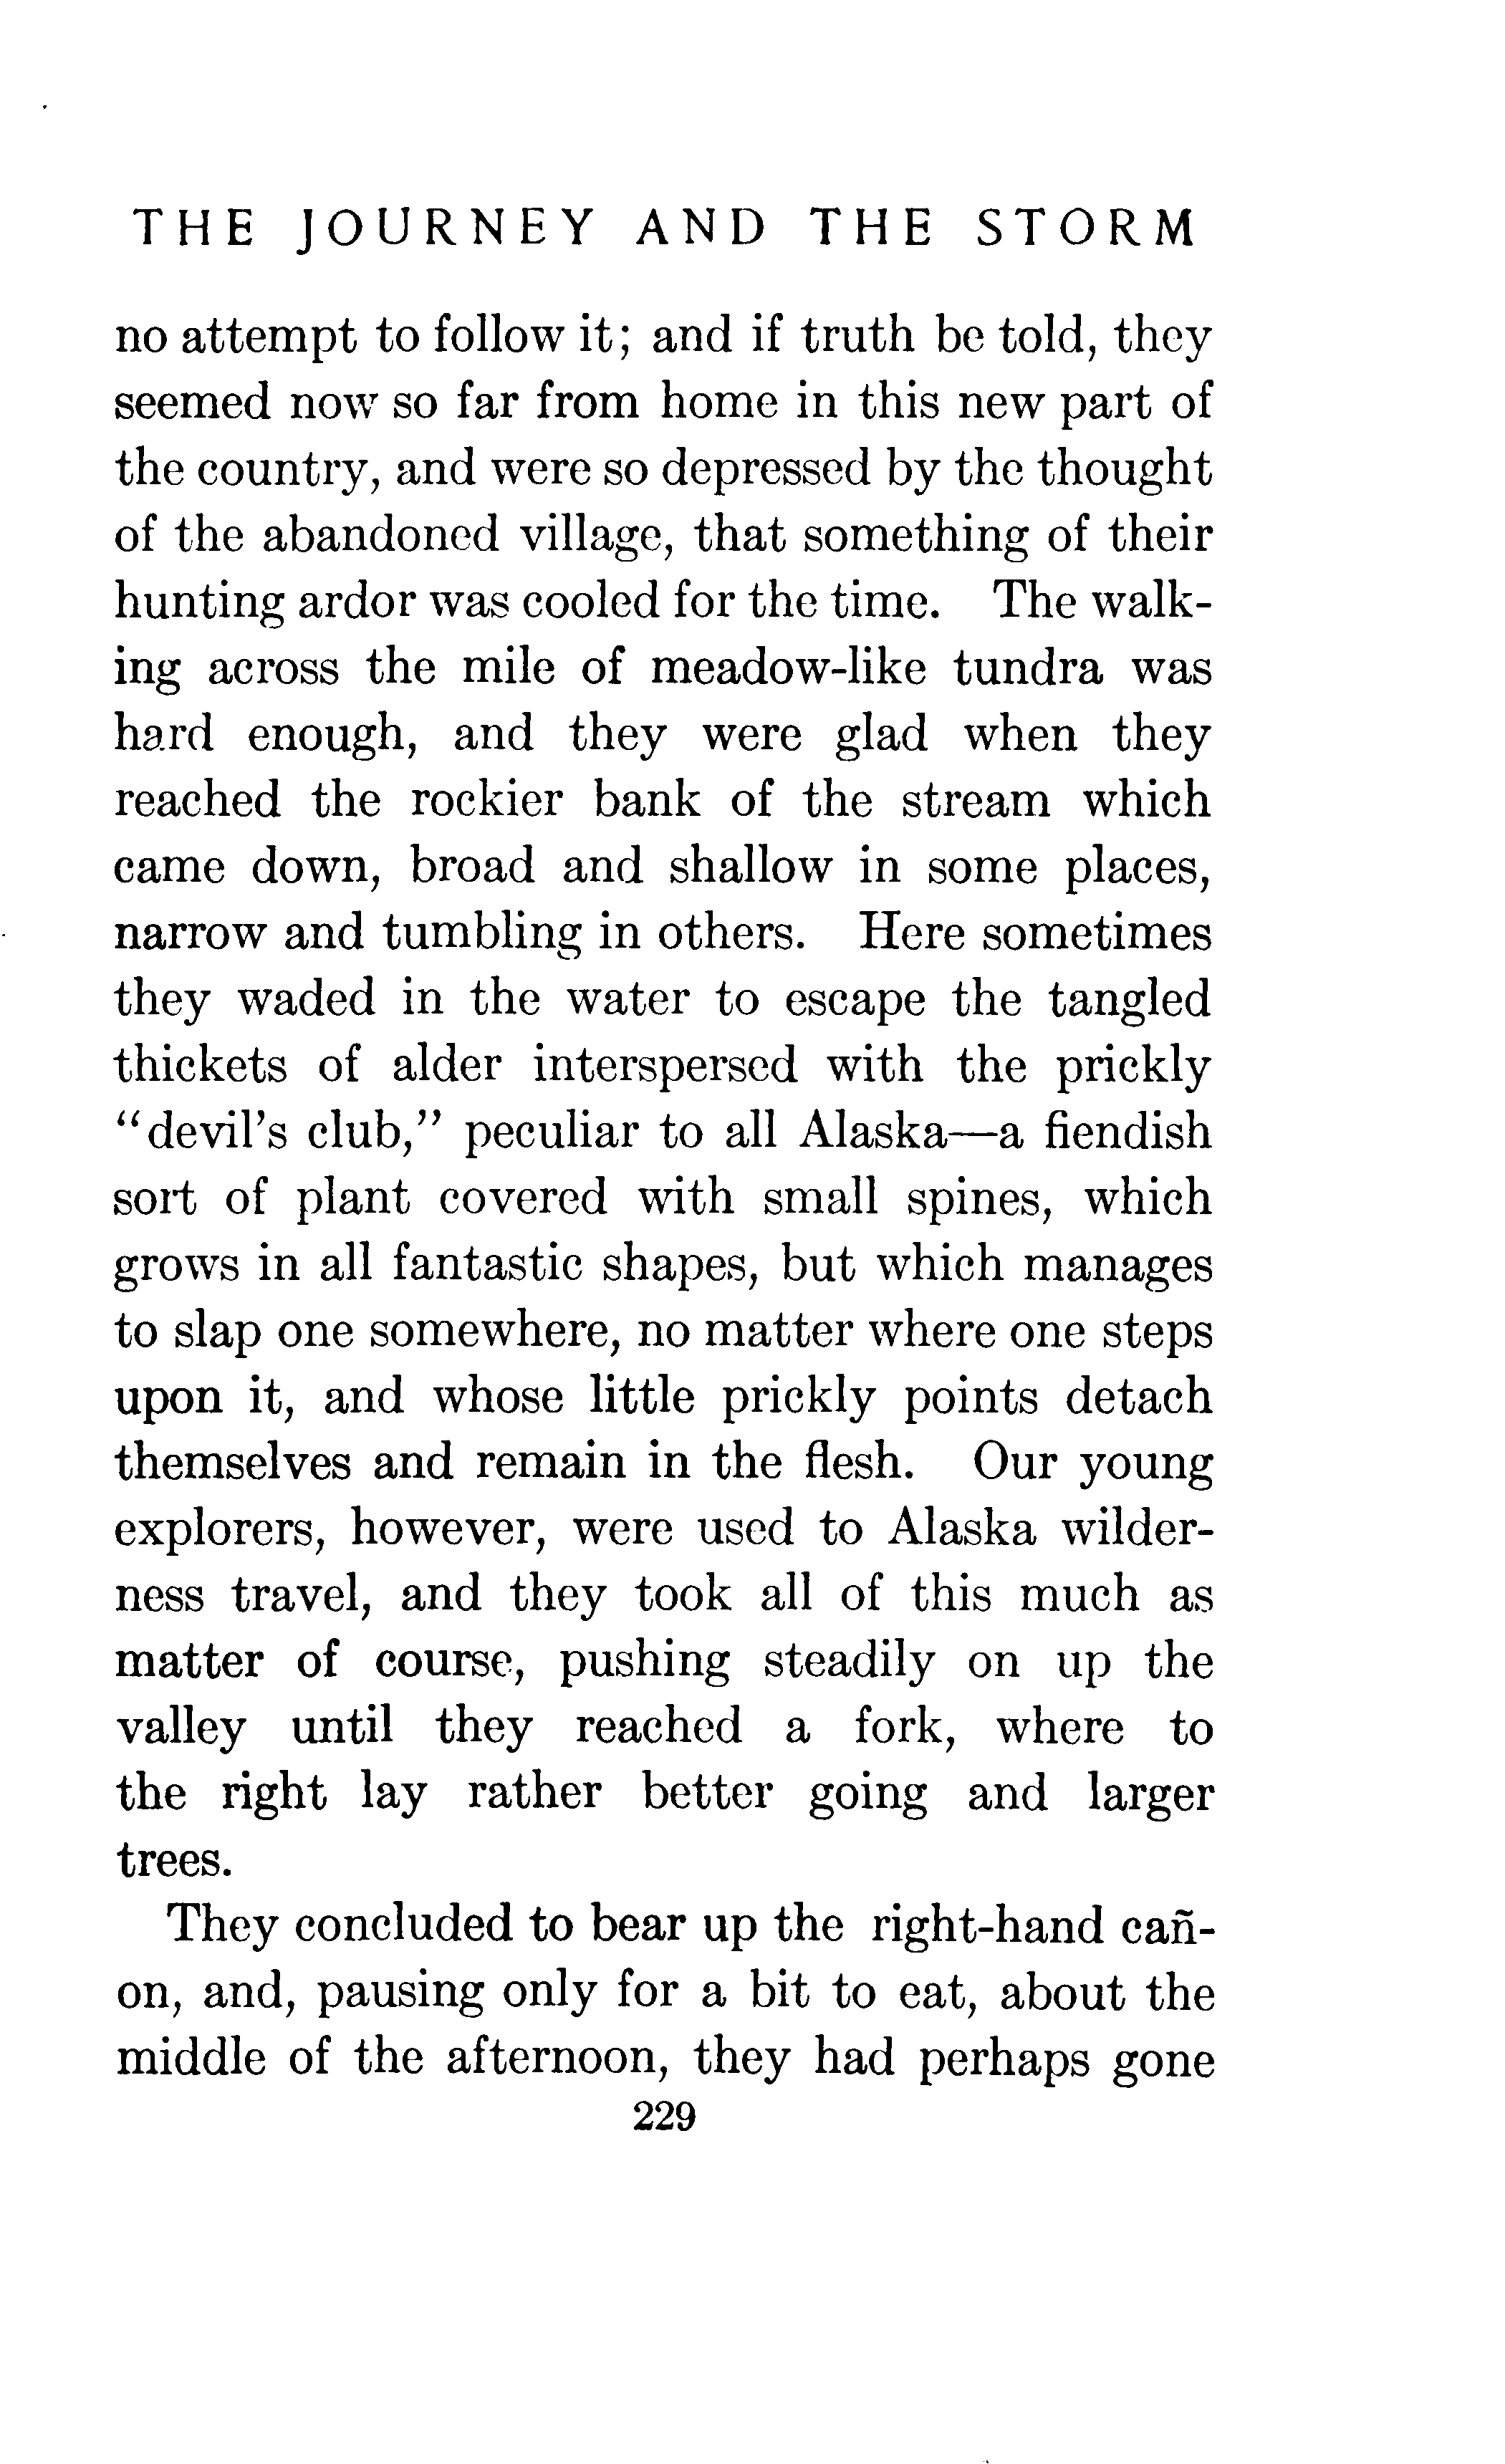 THE JOURNEY AND THE STORM
no attempt to follow it; and if truth be told, they
seemed now so far from home in this new part of
the country, and were so depressed by the thought
of the abandoned village, that something of their
hunting ardor was cooled for the time. The walk-
ing across the mile of meadow-like tundra was
hard enough, and they were glad when they
reached the rockier bank of the stream which
came down, broad and shallow in some places,
narrow and tumbling in others. Here sometimes
they waded in the water to escape the tangled
thickets of alder interspersed with the prickly
"devil's club," peculiar to all Alaska—a fiendish
sort of plant covered with small spines, which
grows in all fantastic shapes, but which manages
to slap one somewhere, no matter where one steps
upon it, and whose little prickly points detach
themselves and remain in the flesh. Our young
explorers, however, were used to Alaska wilder-
ness travel, and they took all of this much as
matter of course, pushing steadily on up the
valley until they reached a fork, where to
the right lay rather better going and larger
trees.
They concluded to bear up the right-hand cañ-
on, and, pausing only for a bit to eat, about the
middle of the afternoon, they had perhaps gone
229